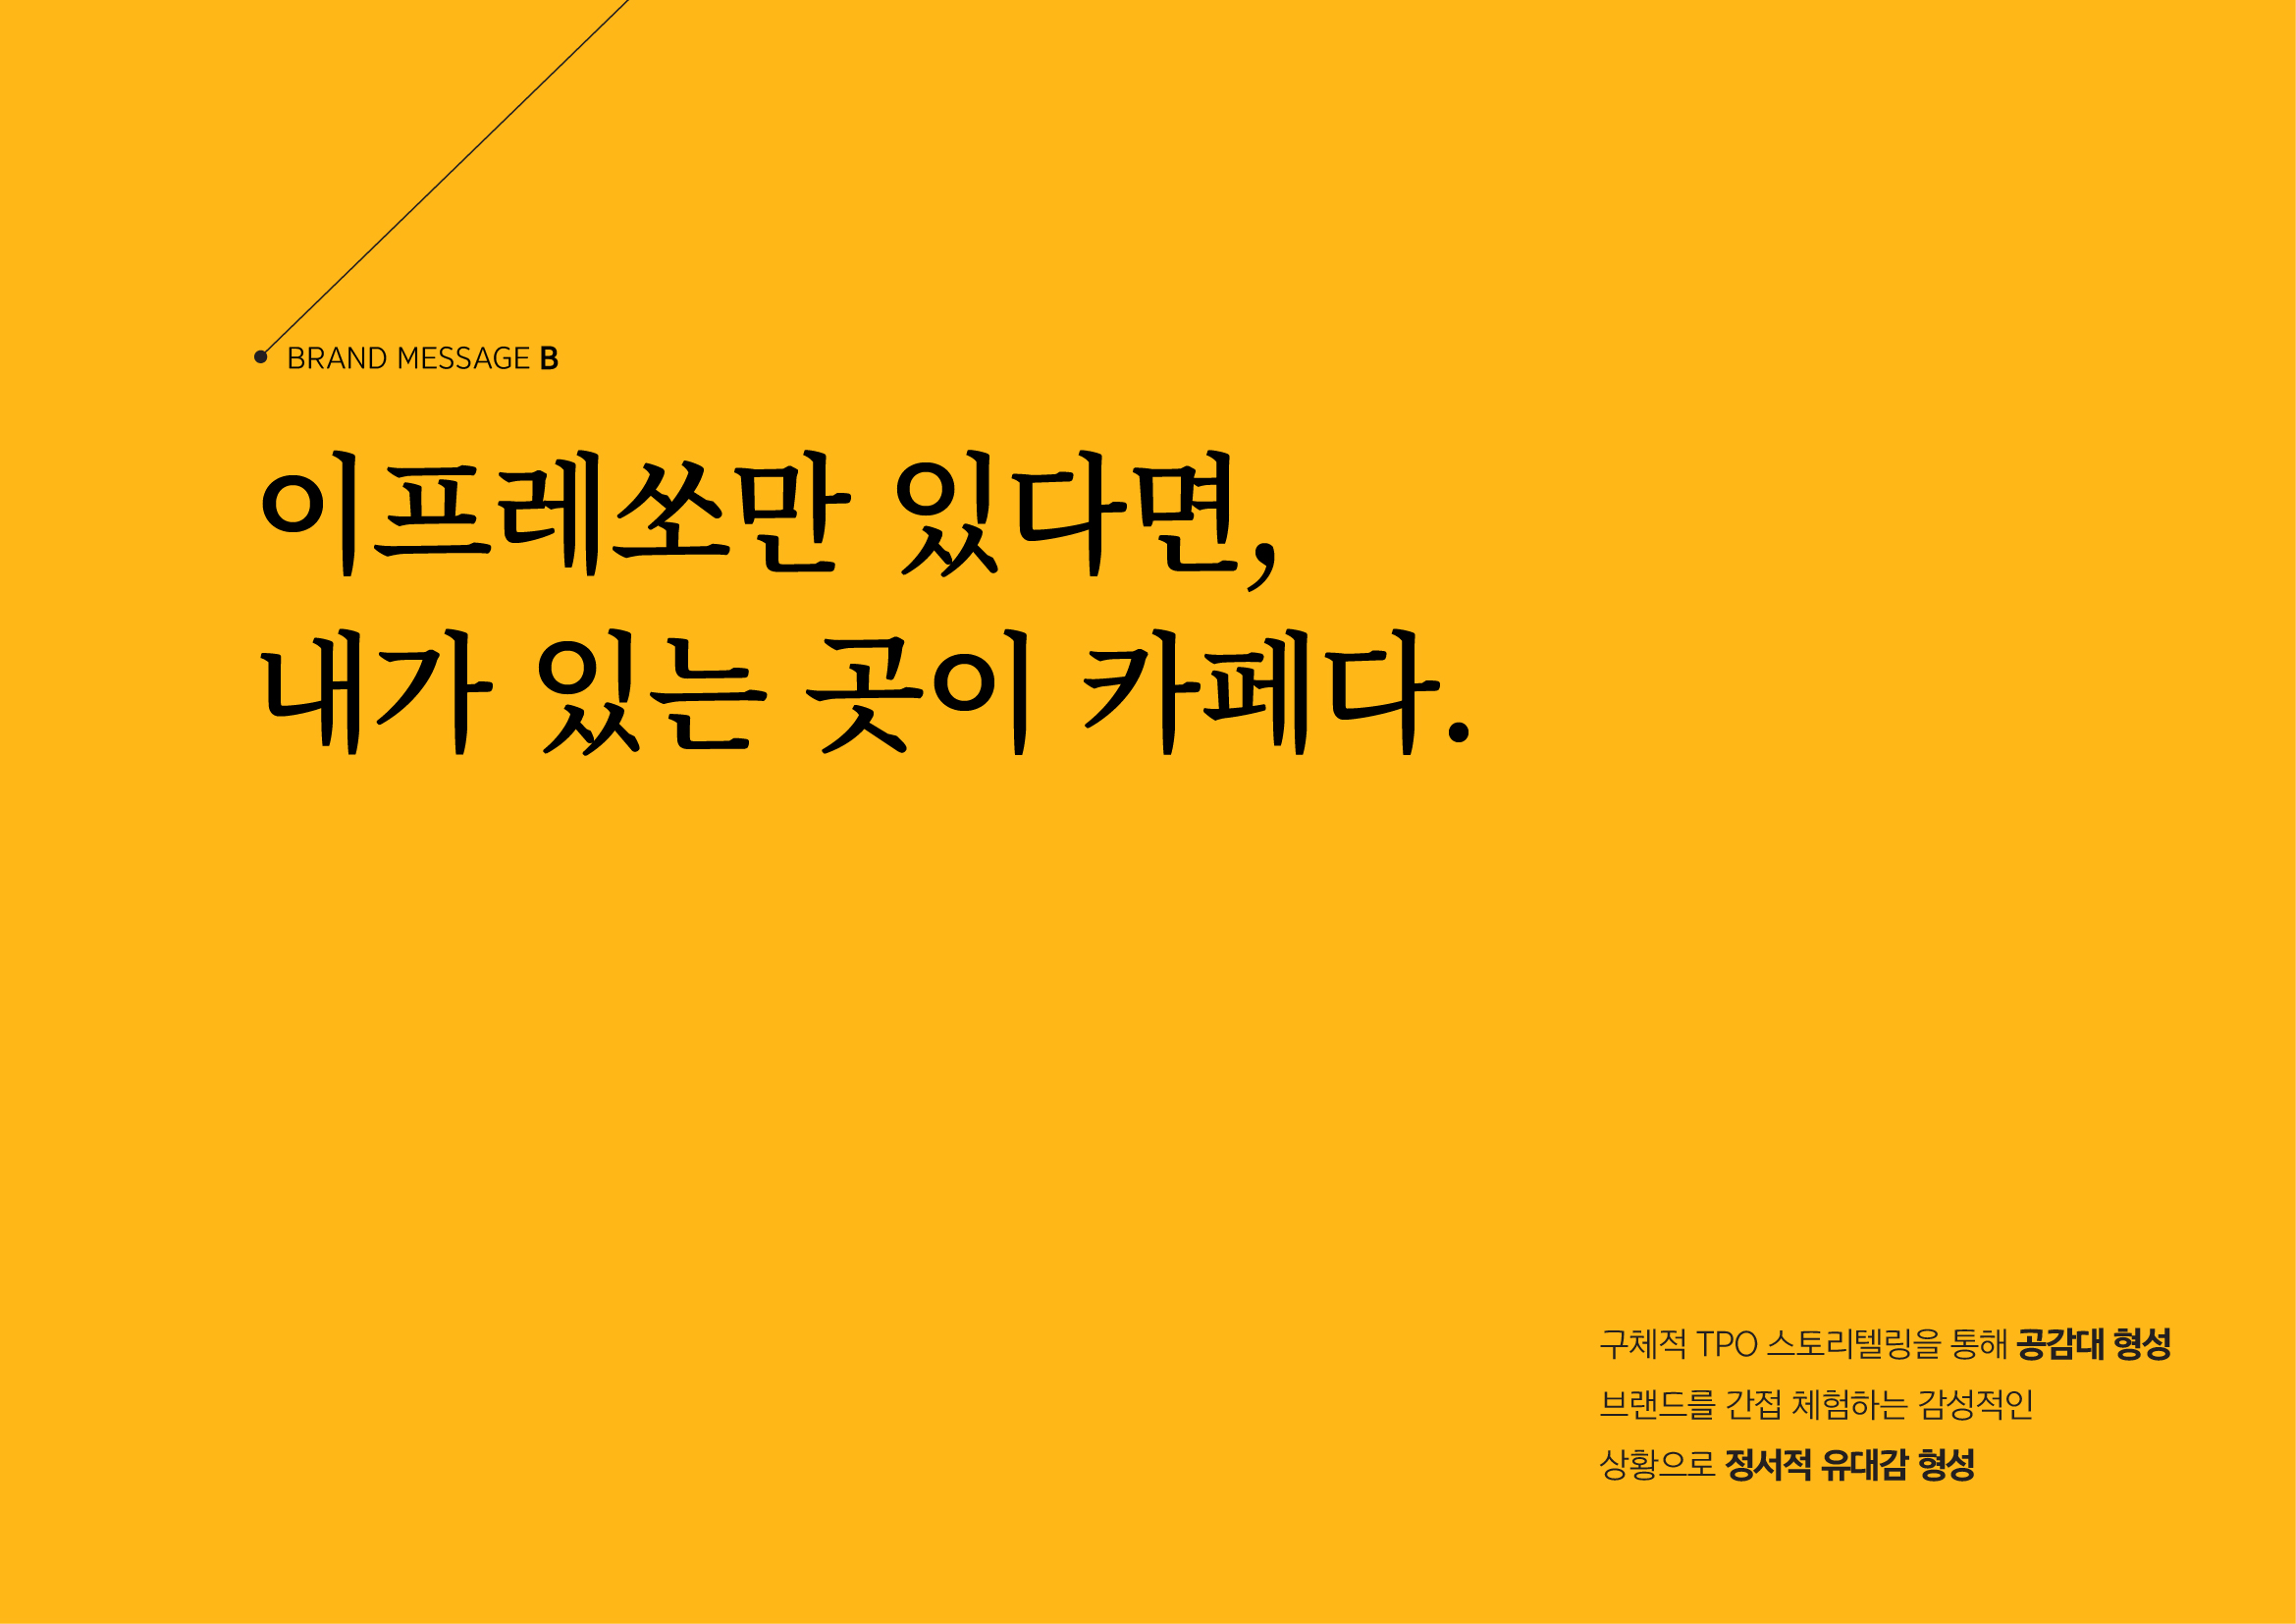 BRAND MESSAGE B
이프레쏘만 있다면,
내가 있는 곳이 카페다.
구체적 TPO 스토리텔링을 통해 공감대 형성
브랜드를 간접 체험하는 감성적인
상황으로 정서적 유대감 형성